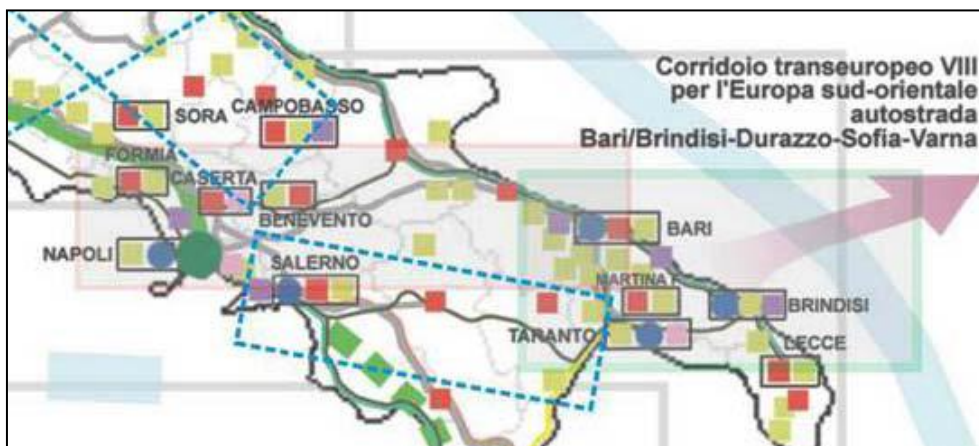 Corridoio transeuropeo VIII
per l'Europa sud-orientale
autostrada
Bari/Brindisi-Durazzo-Sofia-Varna
SORA
CAMPOBASSO
FORMIA
CASERTA
BENEVENTO
NAPOLI
SALERNO
BARI
MARTINA F
BRINDISI
TARANTO
LECCE